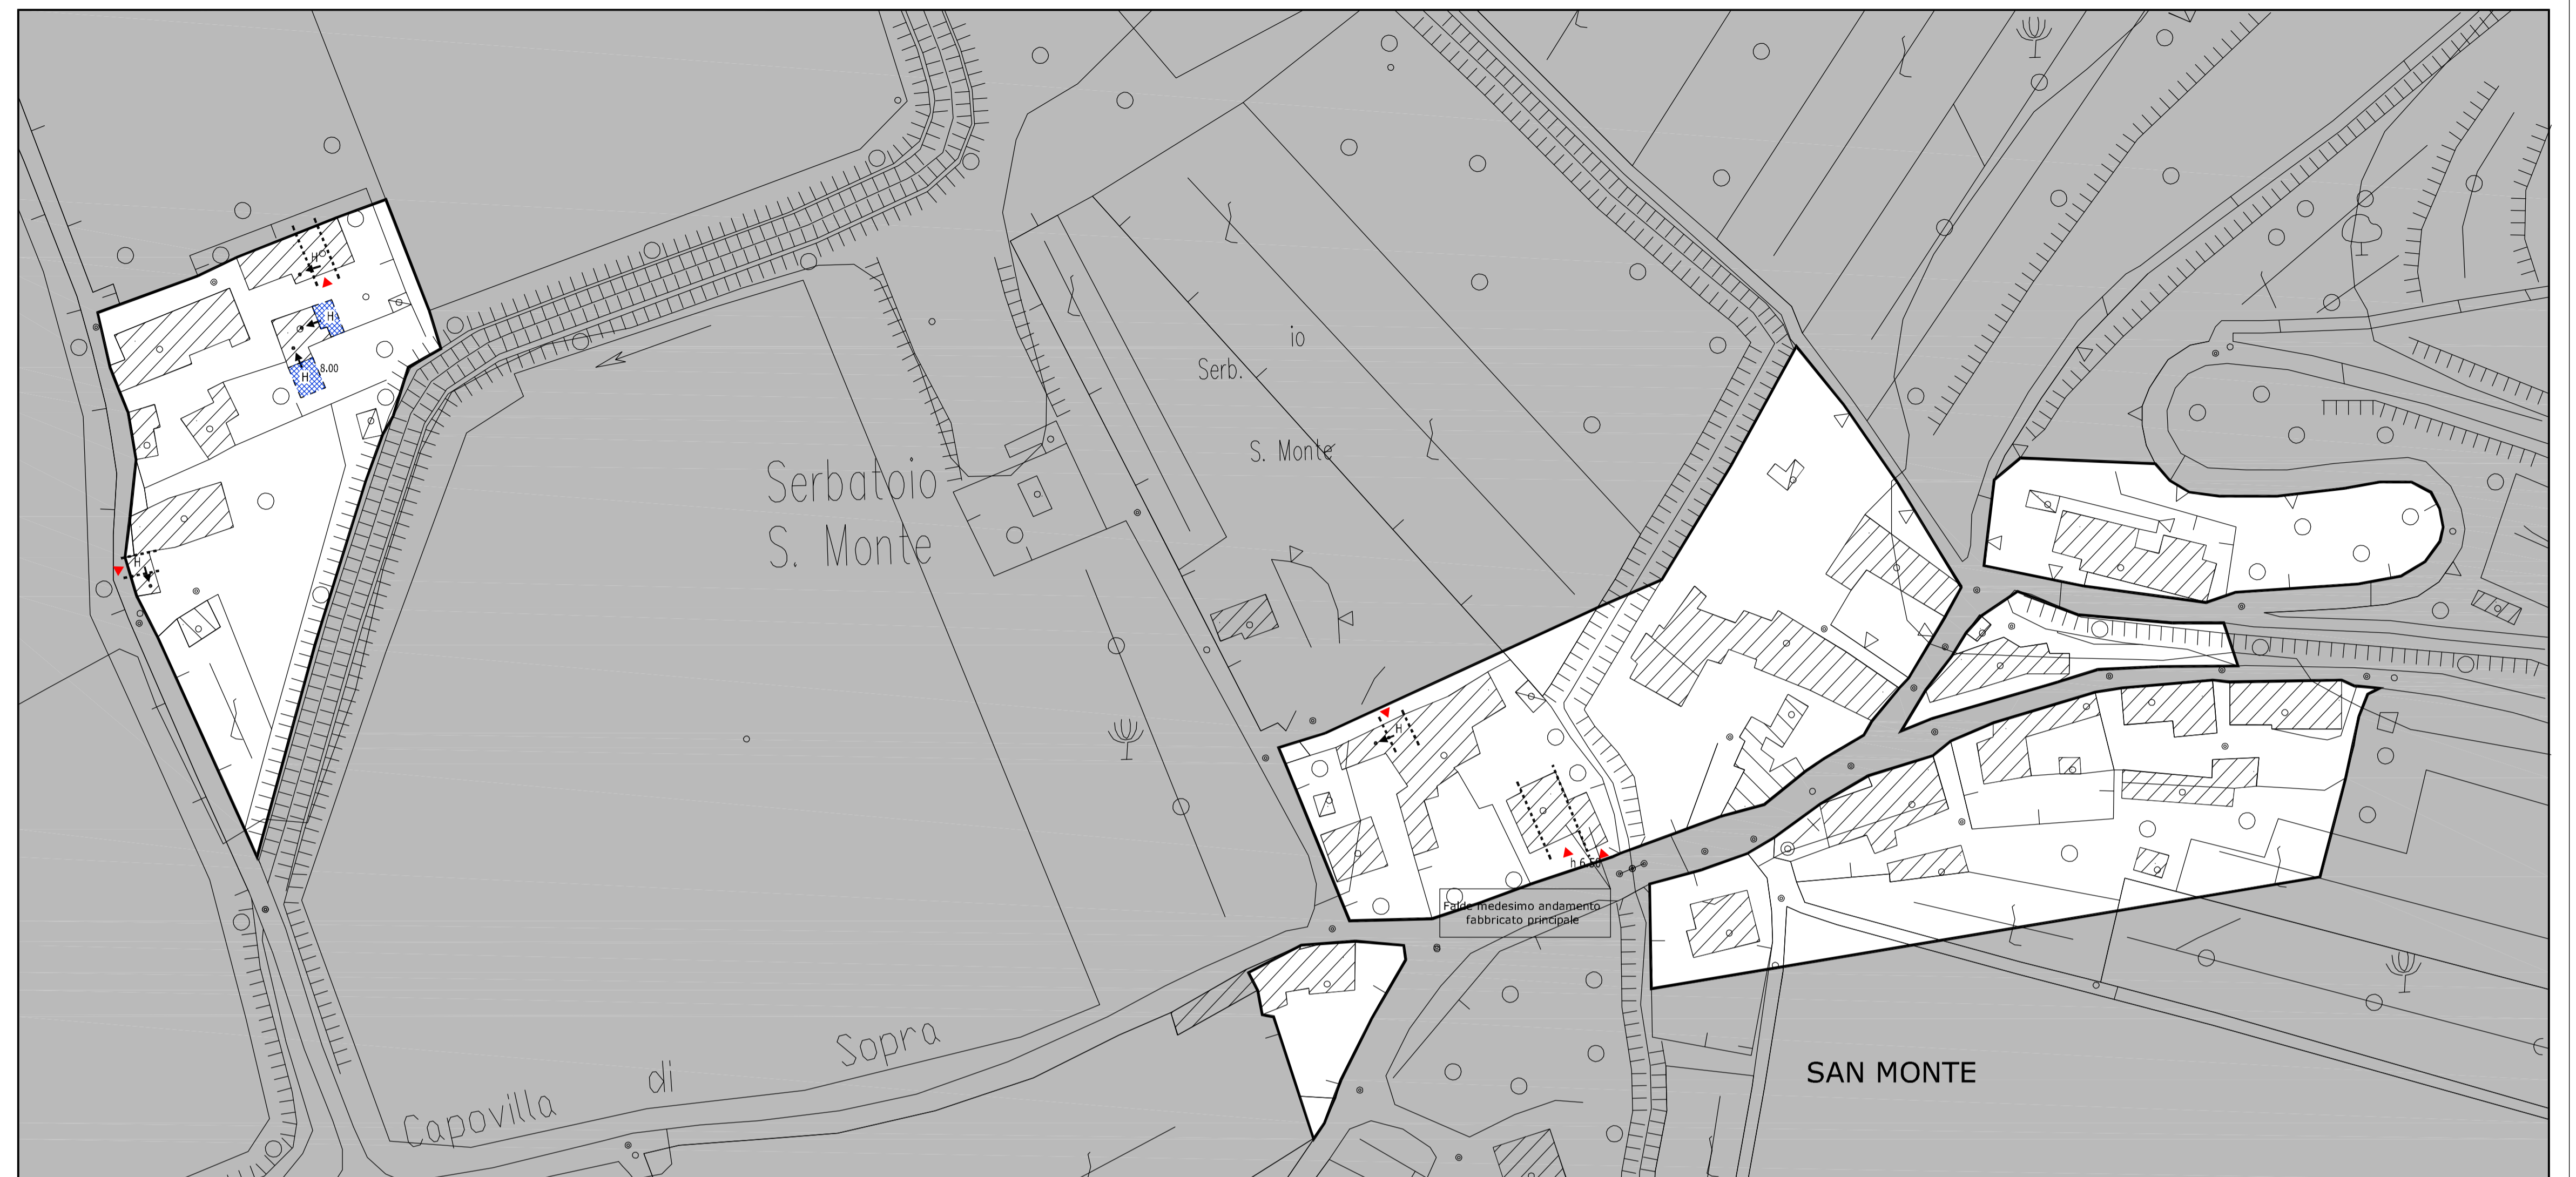 H
H
8.00
H
H
io
Serb.
S. Monte
Serbatoio
S. Monte
H
h 6.50
Falde medesimo andamento
fabbricato principale
Capovilla di Sopra
SAN MONTE